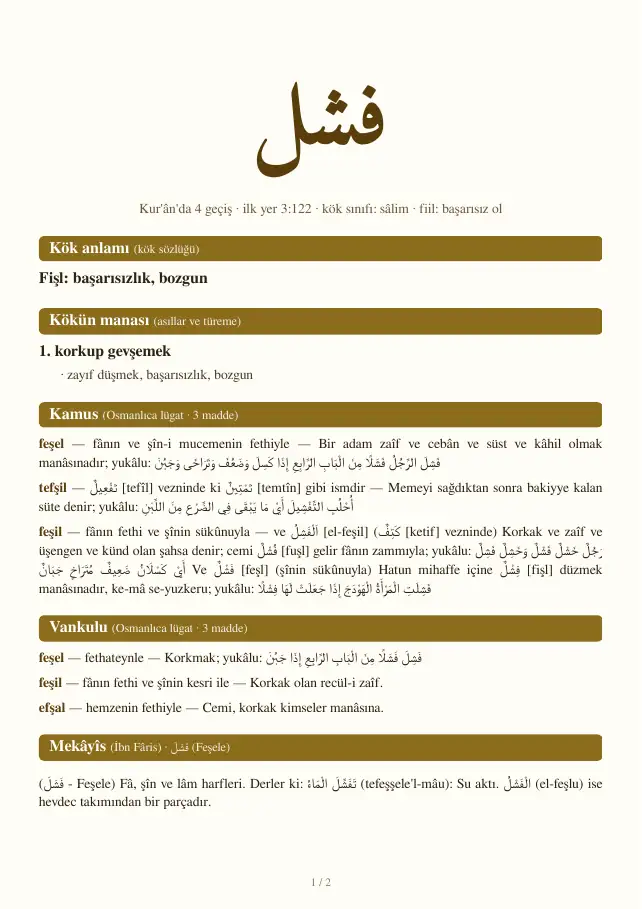 فشل
Kur'ân'da 4 geçiş · ilk yer 3:122 · kök sınıfı: sâlim · fiil: başarısız ol
Kök anlamı (kök sözlüğü)
Fişl: başarısızlık, bozgun
Kökün manası (asıllar ve türeme)
1. korkup gevşemek
· zayıf düşmek, başarısızlık, bozgun
Kamus (Osmanlıca lügat · 3 madde)
feşel — fânın ve şîn-i mucemenin fethiyle — Bir adam zaîf ve cebân ve süst ve kâhil olmak
manâsınadır; yukâlu: فَشِلَ الرَّجُلُ فَشَلًا مِنَ الْبَابِ الرَّابِعِ إِذَا كَسِلَ وَضَعُفَ وَتَرَاخَى وَجَبُنَ
tefşil — تَفْعِيلٌ [tefîl] vezninde ki تَمْتِينٌ [temtîn] gibi ismdir — Memeyi sağdıktan sonra bakiyye kalan
süte denir; yukâlu: أُحْلُبِ التَّفْشِيلَ أَيْ مَا يَبْقَى فِي الضَّرْعِ مِنَ اللَّبَنِ
feşil — fânın fethi ve şînin sükûnuyla — ve اَلْفَشِلُ [el-feşil] (كَتِفٌ [ketif] vezninde) Korkak ve zaîf ve
üşengen ve künd olan şahsa denir; cemi فُشْلٌ [fuşl] gelir fânın zammıyla; yukâlu: رَجُلٌ خَشْلٌ فَشْلٌ وَخَشِلٌ فَشِلٌ
أَيْ كَسْلَانُ ضَعِيفٌ مُتَرَاخٍ جَبَانٌ Ve فَشْلٌ [feşl] (şînin sükûnuyla) Hatun mihaffe içine فِشْلٌ [fişl] düzmek
manâsınadır, ke-mâ se-yuzkeru; yukâlu: فَشِلَتِ الْمَرْأَةُ الْهَوْدَجَ إِذَا جَعَلَتْ لَهَا فِشْلًا
Vankulu (Osmanlıca lügat · 3 madde)
feşel — fethateynle — Korkmak; yukâlu: فَشِلَ فَشَلًا مِنَ الْبَابِ الرَّابِعِ إِذَا جَبُنَ
feşil — fânın fethi ve şînin kesri ile — Korkak olan recül-i zaîf.
efşal — hemzenin fethiyle — Cemi, korkak kimseler manâsına.
Mekâyîs (İbn Fâris) · فشل (Feşele)
(فَشَلَ - Feşele) Fâ, şîn ve lâm harfleri. Derler ki: تَفَشَّلَ الْمَاءُ (tefeşşele'l-mâu): Su aktı. الْفَشْلُ (el-feşlu) ise
hevdec takımından bir parçadır.
1 / 2